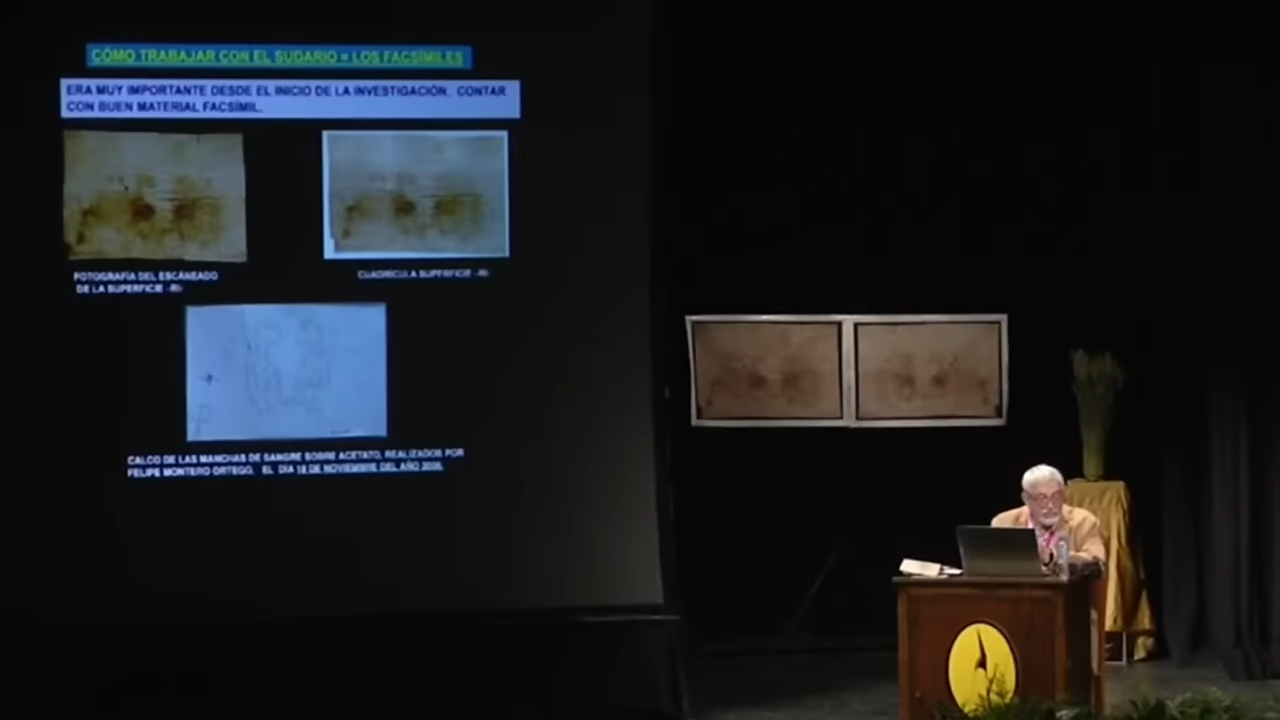 CÓMO TRABAJAR CON EL SUDARIO = LOS FACSÍMILES
ERA MUY IMPORTANTE DESDE EL INICIO DE LA INVESTIGACIÓN, CONTAR
CON BUEN MATERIAL FACSÍMIL.
FOTOGRAFÍA DEL ESCÁNEADO
DE LA SUPERFICIE
CUADRICULA SUPERFICIE
CALCO DE LAS MANCHAS DE SANGRE SOBRE ACETATO, REALIZADOS POR
FELIPE MONTERO ORTEGO, EL DÍA DE NOVIEMBRE DEL AÑO